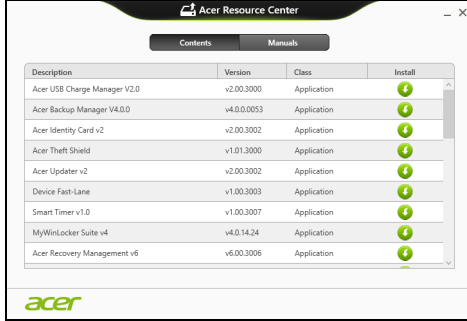 Acer Resource Center
Contents Manuals
Description Version Class Install
Acer USB Charge Manager V2.0 v2.00.3000 Application
Acer Backup Manager V4.0.0 v4.0.0.0053 Application
Acer Identity Card v2 v2.00.3002 Application
Acer Theft Shield v1.01.3000 Application
Acer Updater v2 v2.00.3002 Application
Device Fast-Lane v1.00.3003 Application
Smart Timer v1.0 v1.00.3007 Application
MyWinLocker Suite v4 v4.0.14.24 Application
Acer Recovery Management v6 v6.00.3006 Application
acer